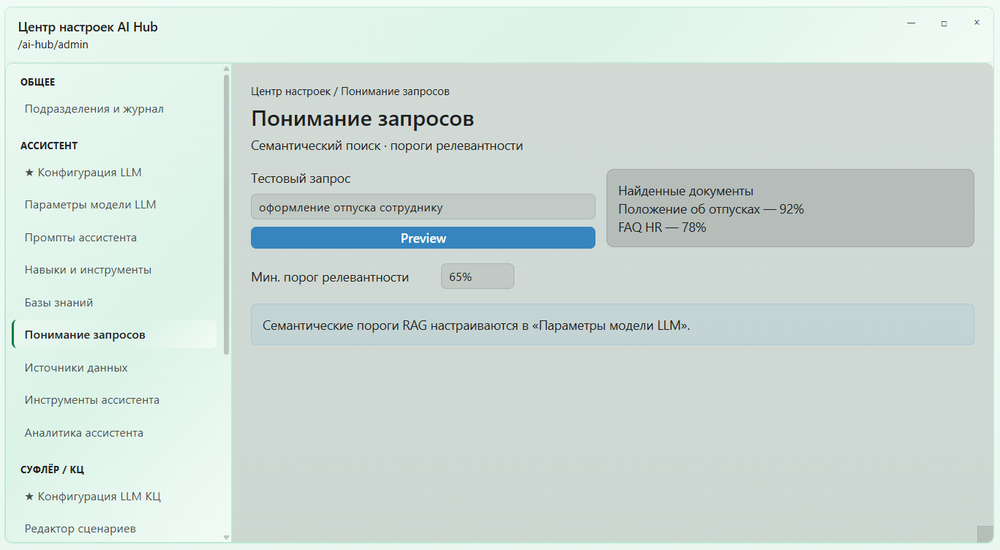 Центр настроек AI Hub
/ai-hub/admin
ОБЩЕЕ
Подразделения и журнал
АССИСТЕНТ
★ Конфигурация LLM
Параметры модели LLM
Промпты ассистента
Навыки и инструменты
Базы знаний
Понимание запросов
Источники данных
Инструменты ассистента
Аналитика ассистента
СУФЛЁР / КЦ
★ Конфигурация LLM КЦ
Редактор сценариев
Центр настроек / Понимание запросов
Понимание запросов
Семантический поиск · пороги релевантности
Тестовый запрос
оформление отпуска сотруднику
Preview
Найденные документы
Положение об отпусках — 92%
FAQ HR — 78%
Мин. порог релевантности
65%
Семантические пороги RAG настраиваются в «Параметры модели LLM».